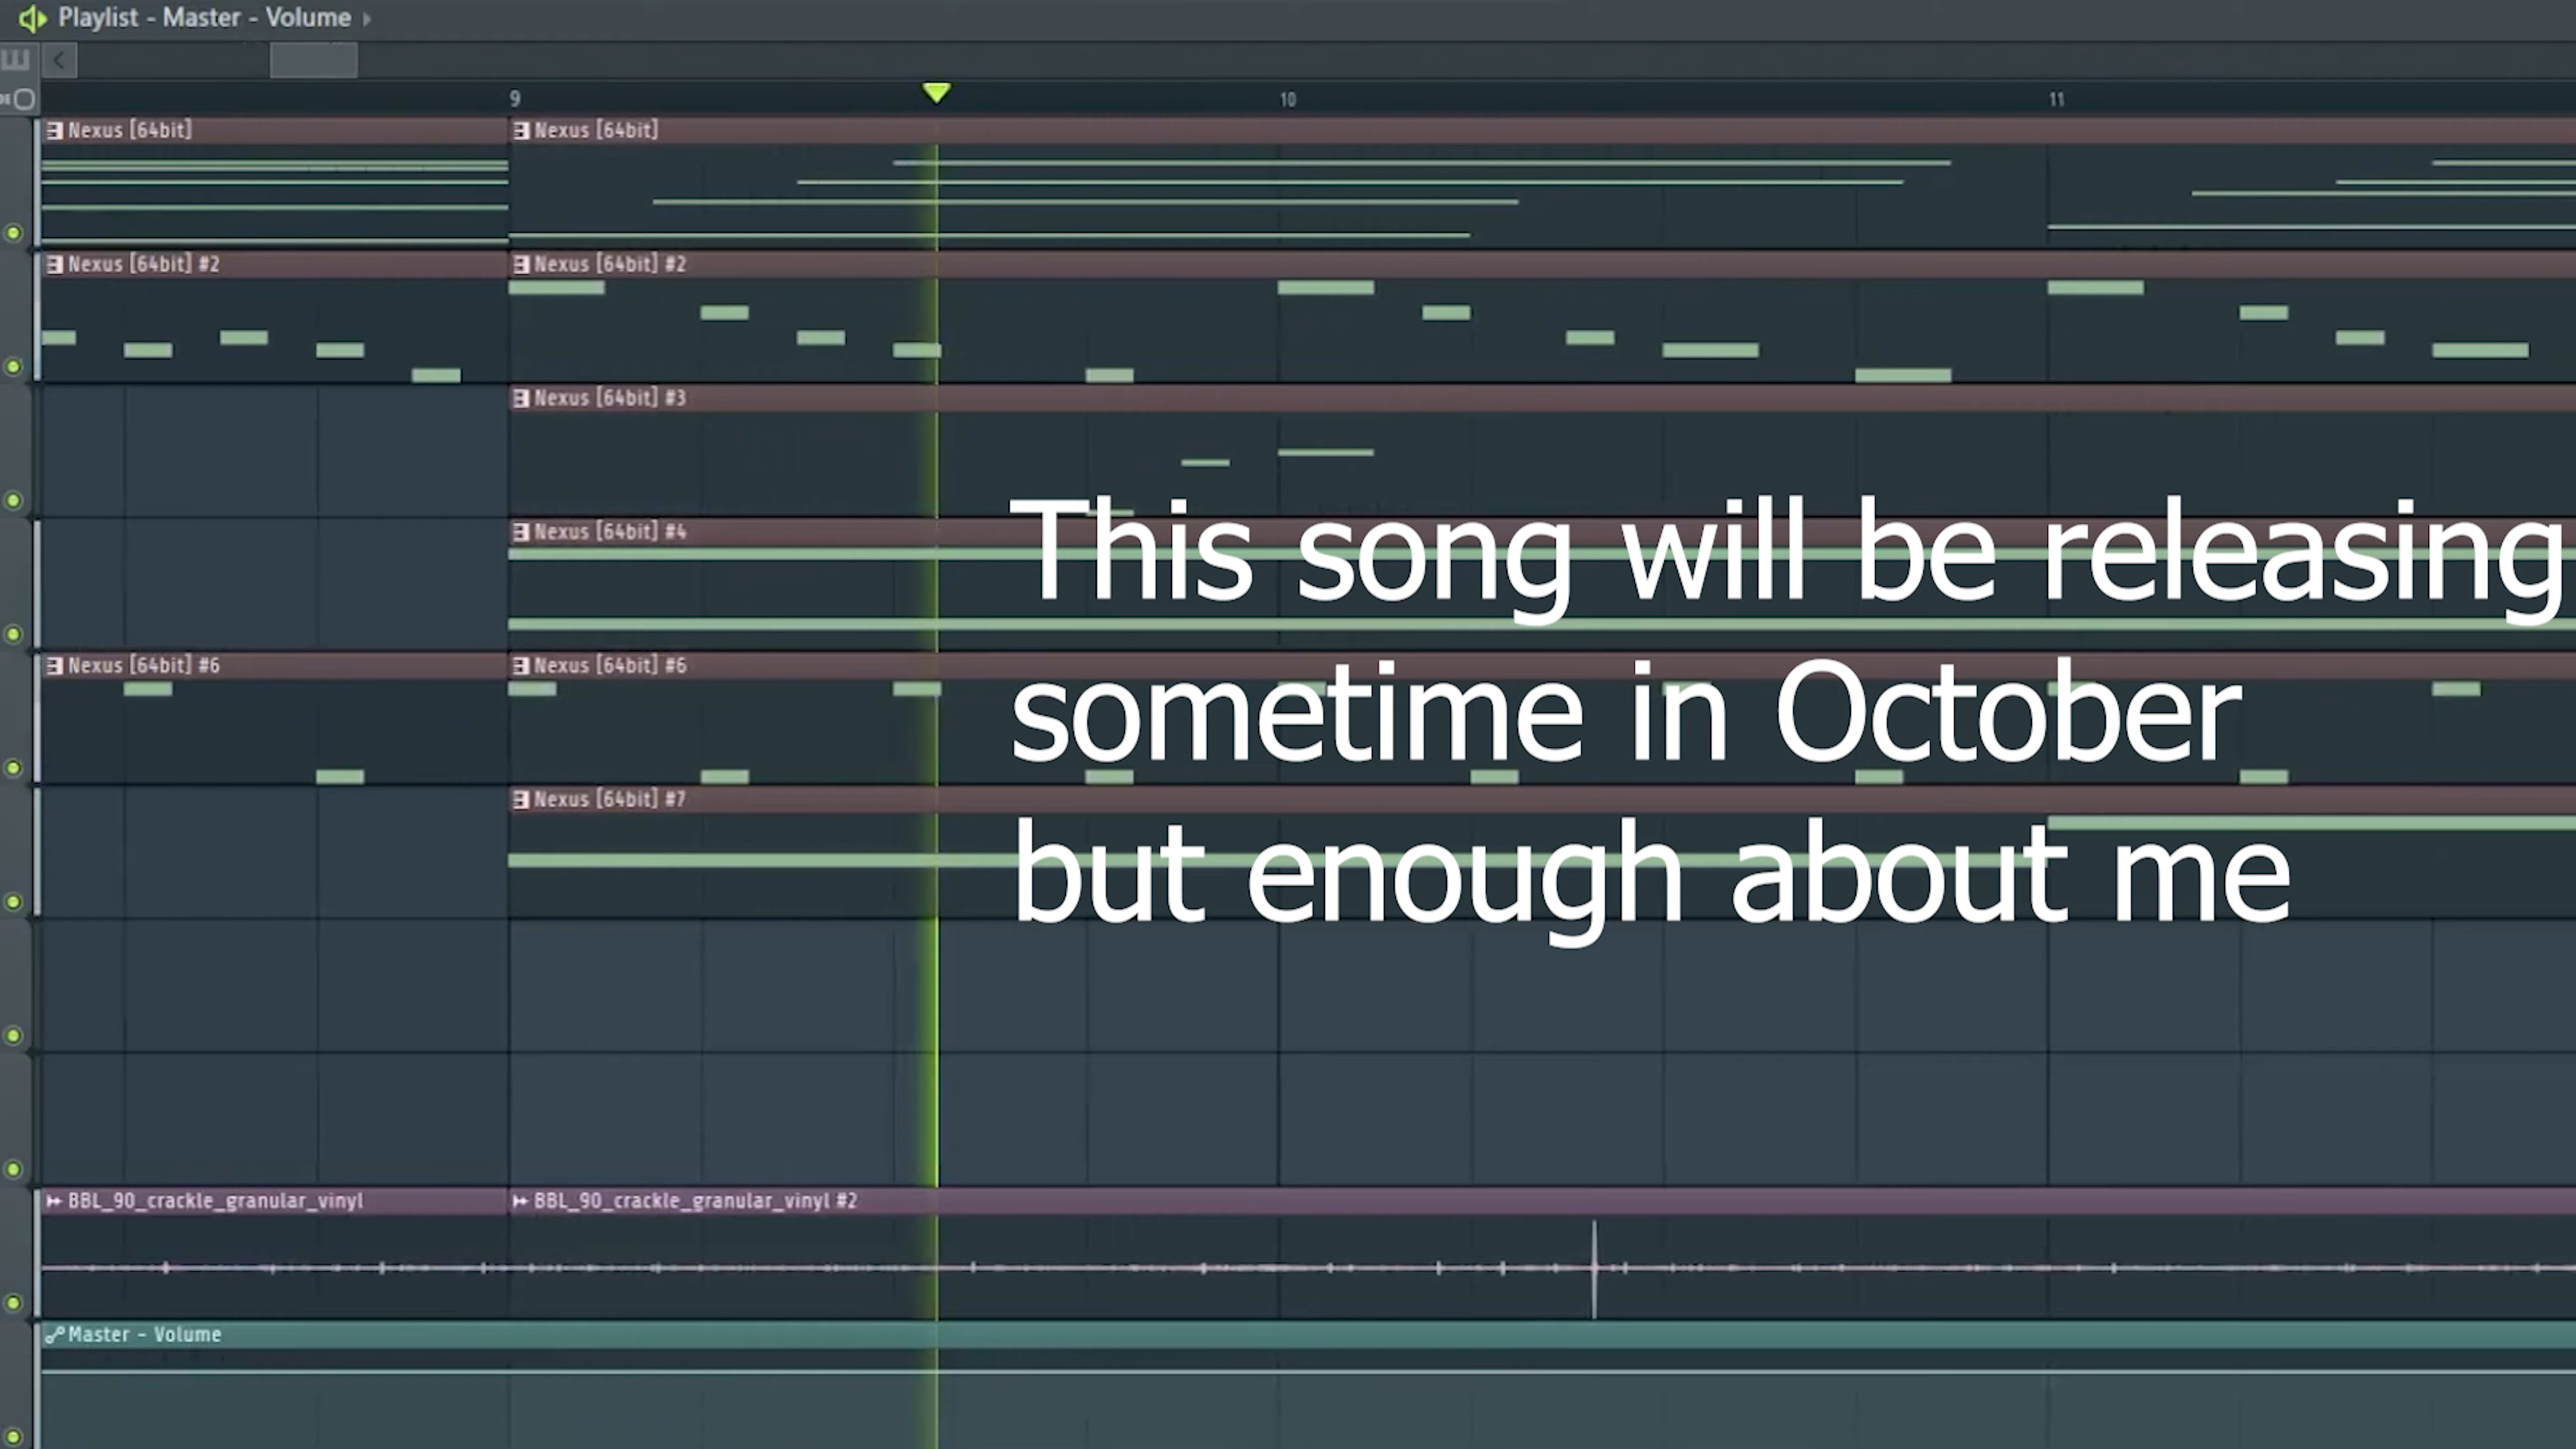 Playlist - Master - Volume
9 10 11
Nexus [64bit] Nexus [64bit]
Nexus [64bit] #2 Nexus [64bit] #2
Nexus [64bit] #3
Nexus [64bit] #4
This song will be releasing
Nexus [64bit] #6 Nexus [64bit] #6
sometime in October
Nexus [64bit] #7
but enough about me
BBL_90_crackle_granular_vinyl BBL_90_crackle_granular_vinyl #2
Master - Volume